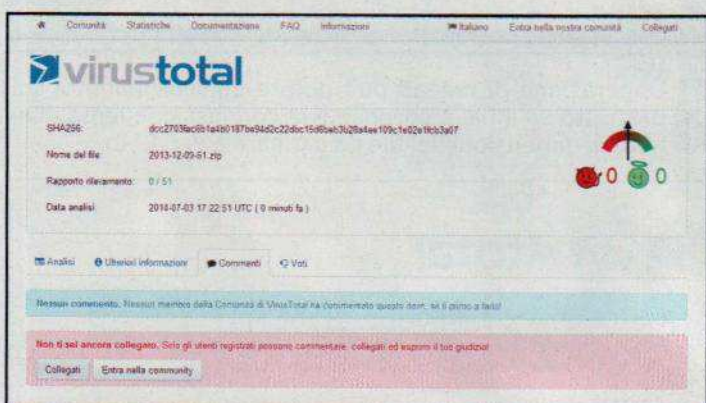 Comunità Statistiche Documentazione FAQ Informazioni Italiano Entra nella nostra comunità Collegati
virustotal
SHA256:
Nome del file 2013-12-09-51.zip
Rapporto rilevamento: 0 / 51
Data analisi 2014-07-03 17:22:51 UTC ( 0 minuti fa )
0 0
Analisi Ulteriori informazioni Commenti Voti
Nessun commento. Nessun membro della Comunità di VirusTotal ha commentato questo item, sii il primo a farlo!
Non ti sei ancora collegato. Solo gli utenti registrati possono commentare, collegati ed esprimi il tuo giudizio!
Collegati Entra nella community